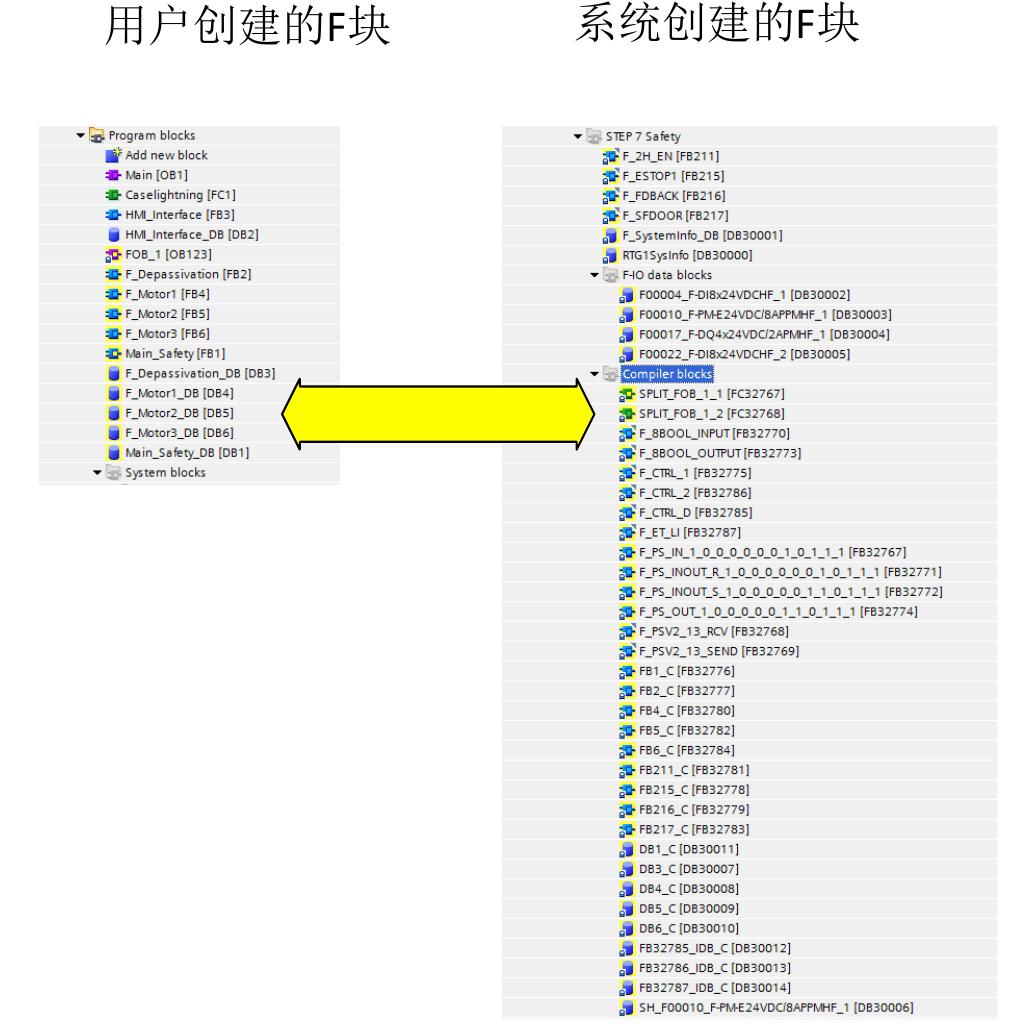 用户创建的F块
系统创建的F块
Program blocks
Add new block
Main [OB1]
Caselightning [FC1]
HMI_Interface [FB3]
HMI_Interface_DB [DB2]
FOB_1 [OB123]
F_Depassivation [FB2]
F_Motor1 [FB4]
F_Motor2 [FB5]
F_Motor3 [FB6]
Main_Safety [FB1]
F_Depassivation_DB [DB3]
F_Motor1_DB [DB4]
F_Motor2_DB [DB5]
F_Motor3_DB [DB6]
Main_Safety_DB [DB1]
System blocks
STEP 7 Safety
F_2H_EN [FB211]
F_ESTOP1 [FB215]
F_FDBACK [FB216]
F_SFDOOR [FB217]
F_SystemInfo_DB [DB30001]
RTG1SysInfo [DB30000]
F-IO data blocks
F00004_F-DI8x24VDCHF_1 [DB30002]
F00010_F-PM-E24VDC/8APPMHF_1 [DB30003]
F00017_F-DQ4x24VDC/2APMHF_1 [DB30004]
F00022_F-DI8x24VDCHF_2 [DB30005]
Compiler blocks
SPLIT_FOB_1_1 [FC32767]
SPLIT_FOB_1_2 [FC32768]
F_8BOOL_INPUT [FB32770]
F_8BOOL_OUTPUT [FB32773]
F_CTRL_1 [FB32775]
F_CTRL_2 [FB32786]
F_CTRL_D [FB32785]
F_ET_LI [FB32787]
F_PS_IN_1_0_0_0_0_0_0_1_0_1_1_1 [FB32767]
F_PS_INOUT_R_1_0_0_0_0_0_0_1_0_1_1_1 [FB32771]
F_PS_INOUT_S_1_0_0_0_0_0_1_1_0_1_1_1 [FB32772]
F_PS_OUT_1_0_0_0_0_0_1_1_0_1_1_1 [FB32774]
F_PSV2_13_RCV [FB32768]
F_PSV2_13_SEND [FB32769]
FB1_C [FB32776]
FB2_C [FB32777]
FB4_C [FB32780]
FB5_C [FB32782]
FB6_C [FB32784]
FB211_C [FB32781]
FB215_C [FB32778]
FB216_C [FB32779]
FB217_C [FB32783]
DB1_C [DB30011]
DB3_C [DB30007]
DB4_C [DB30008]
DB5_C [DB30009]
DB6_C [DB30010]
FB32785_IDB_C [DB30012]
FB32786_IDB_C [DB30013]
FB32787_IDB_C [DB30014]
SH_F00010_F-PM-E24VDC/8APPMHF_1 [DB30006]